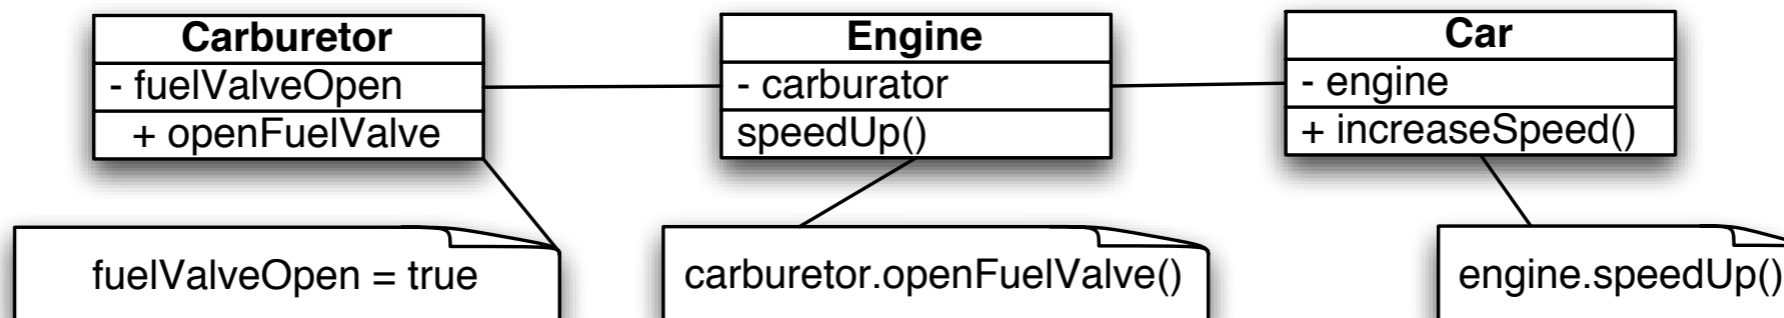 Carburetor
- fuelValveOpen
+ openFuelValve
Engine
- carburator
speedUp()
Car
- engine
+ increaseSpeed()
fuelValveOpen = true
carburetor.openFuelValve()
engine.speedUp()